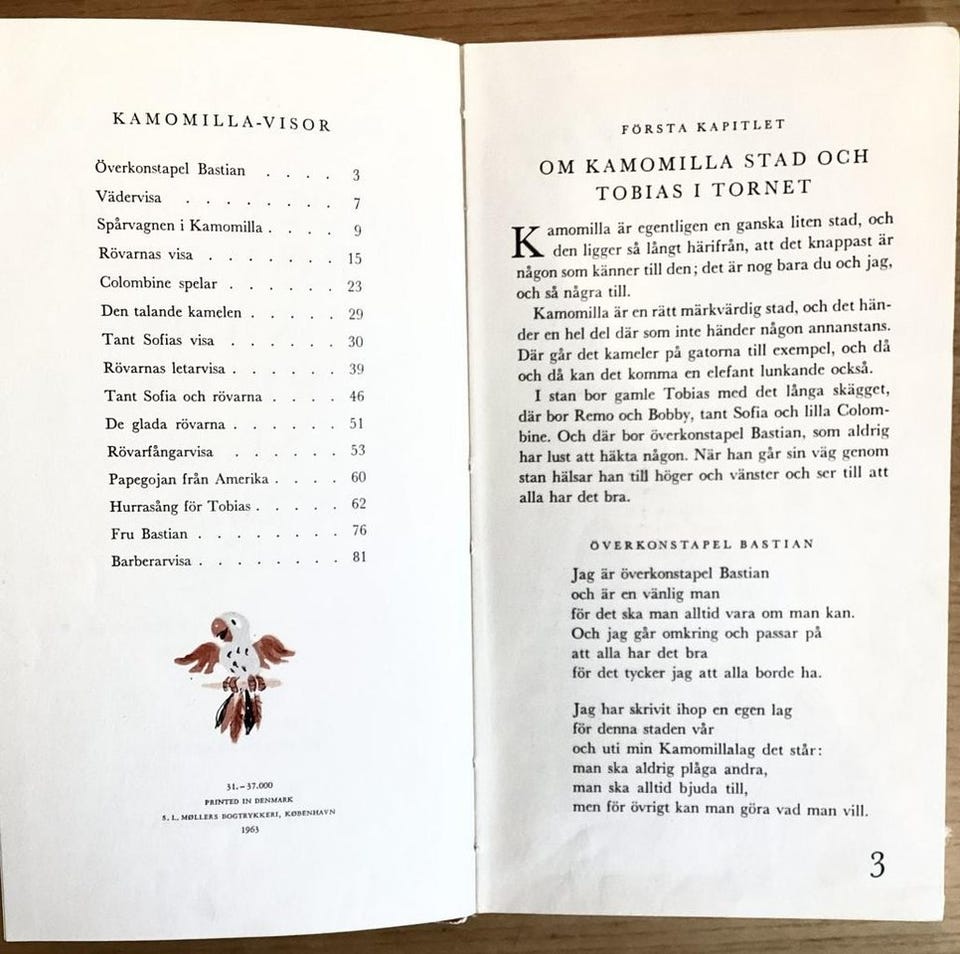 KAMOMILLA-VISOR
Överkonstapel Bastian . . . . 3
Vädervisa . . . . . . . . 7
Spårvagnen i Kamomilla . . . . 9
Rövarnas visa . . . . . . . 15
Colombine spelar . . . . . . 23
Den talande kamelen . . . . . 29
Tant Sofias visa . . . . . . 30
Rövarnas letarvisa . . . . . . 39
Tant Sofia och rövarna . . . . 46
De glada rövarna . . . . . . 51
Rövarfångarvisa . . . . . . 53
Papegojan från Amerika . . . . 60
Hurrasång för Tobias . . . . . 62
Fru Bastian . . . . . . . . 76
Barberarvisa . . . . . . . . 81
31.–37.000
PRINTED IN DENMARK
S. L. MØLLERS BOGTRYKKERI, KØBENHAVN
1963
FÖRSTA KAPITLET
OM KAMOMILLA STAD OCH
TOBIAS I TORNET
Kamomilla är egentligen en ganska liten stad, och
den ligger så långt härifrån, att det knappast är
någon som känner till den; det är nog bara du och jag,
och så några till.
Kamomilla är en rätt märkvärdig stad, och det hän-
der en hel del där som inte händer någon annanstans.
Där går det kameler på gatorna till exempel, och då
och då kan det komma en elefant lunkande också.
I stan bor gamle Tobias med det långa skägget,
där bor Remo och Bobby, tant Sofia och lilla Colom-
bine. Och där bor överkonstapel Bastian, som aldrig
har lust att häkta någon. När han går sin väg genom
stan hälsar han till höger och vänster och ser till att
alla har det bra.
ÖVERKONSTAPEL BASTIAN
Jag är överkonstapel Bastian
och är en vänlig man
för det ska man alltid vara om man kan.
Och jag går omkring och passar på
att alla har det bra
för det tycker jag att alla borde ha.
Jag har skrivit ihop en egen lag
för denna staden vår
och uti min Kamomillalag det står:
man ska aldrig plåga andra,
man ska alltid bjuda till,
men för övrigt kan man göra vad man vill.
3